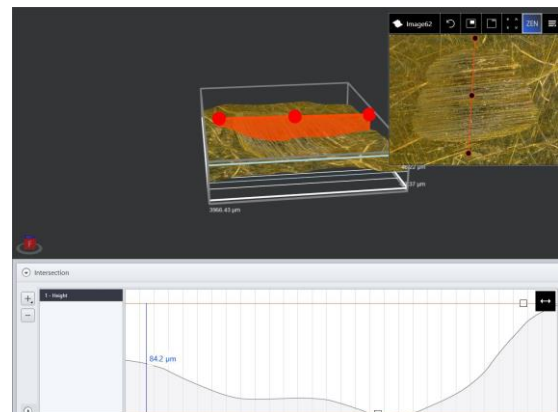 Image62
ZEN
3966.43 µm
Intersection
1 - Height
84.2 µm